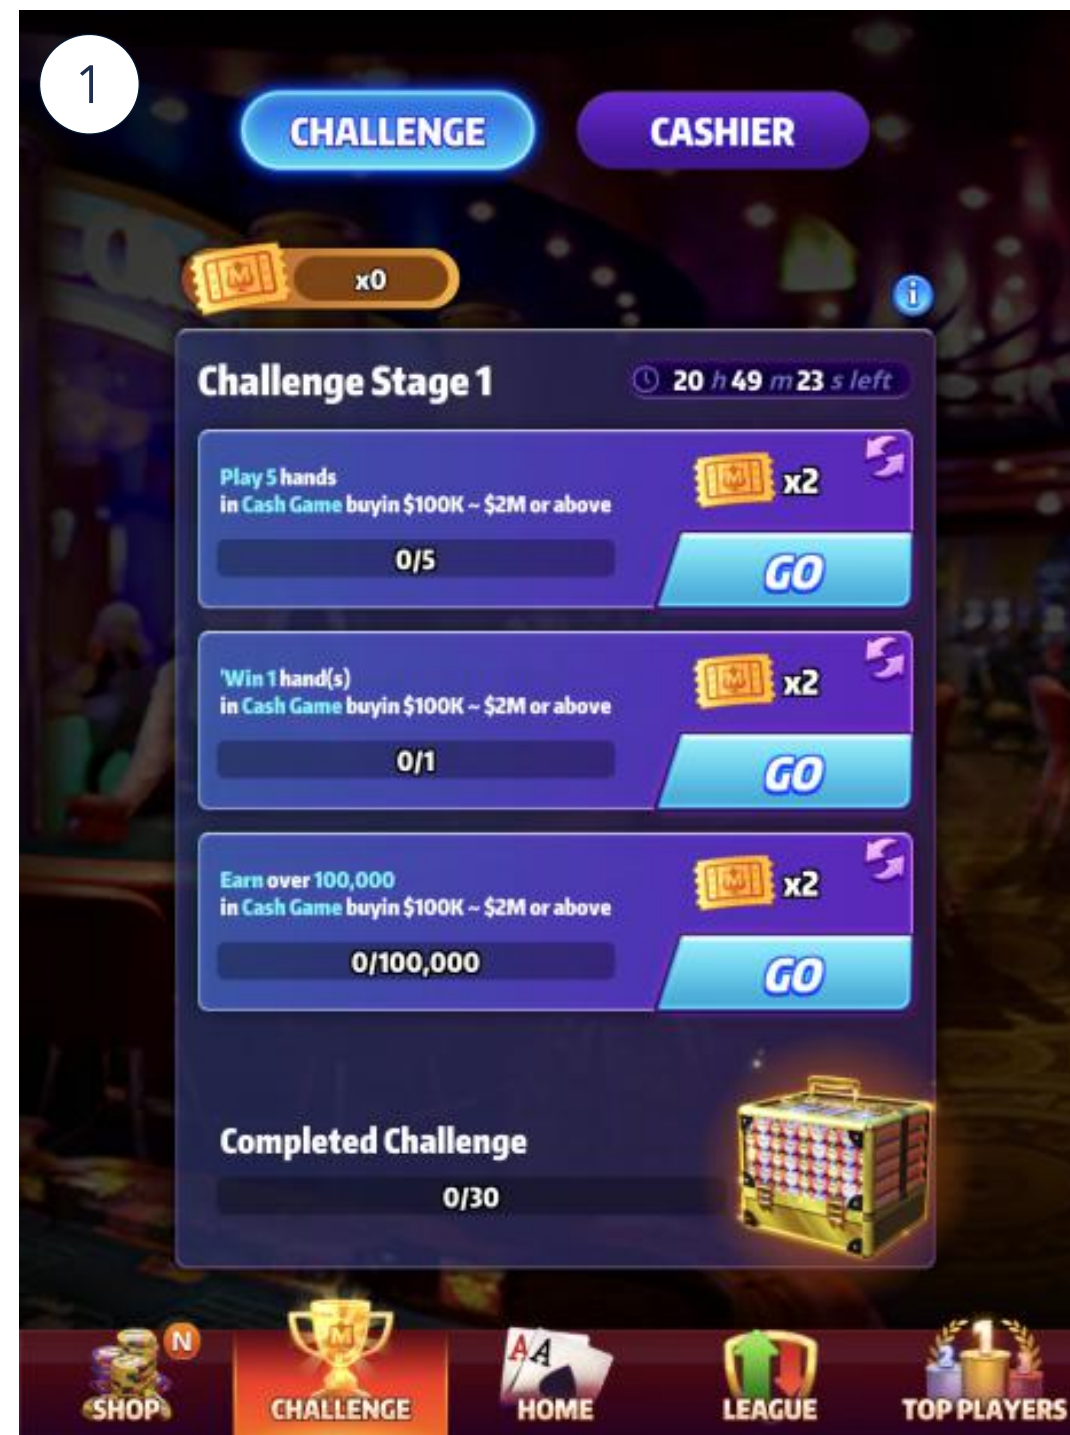 1
CHALLENGE
CASHIER
x0
i
Challenge Stage 1
20 h 49 m 23 s left
Play 5 hands
in Cash Game buyin $100K ~ $2M or above
x2
0/5
GO
'Win 1 hand(s)
in Cash Game buyin $100K ~ $2M or above
x2
0/1
GO
Earn over 100,000
in Cash Game buyin $100K ~ $2M or above
x2
0/100,000
GO
Completed Challenge
0/30
N
M
A A
2 1 3
SHOP
CHALLENGE
HOME
LEAGUE
TOP PLAYERS